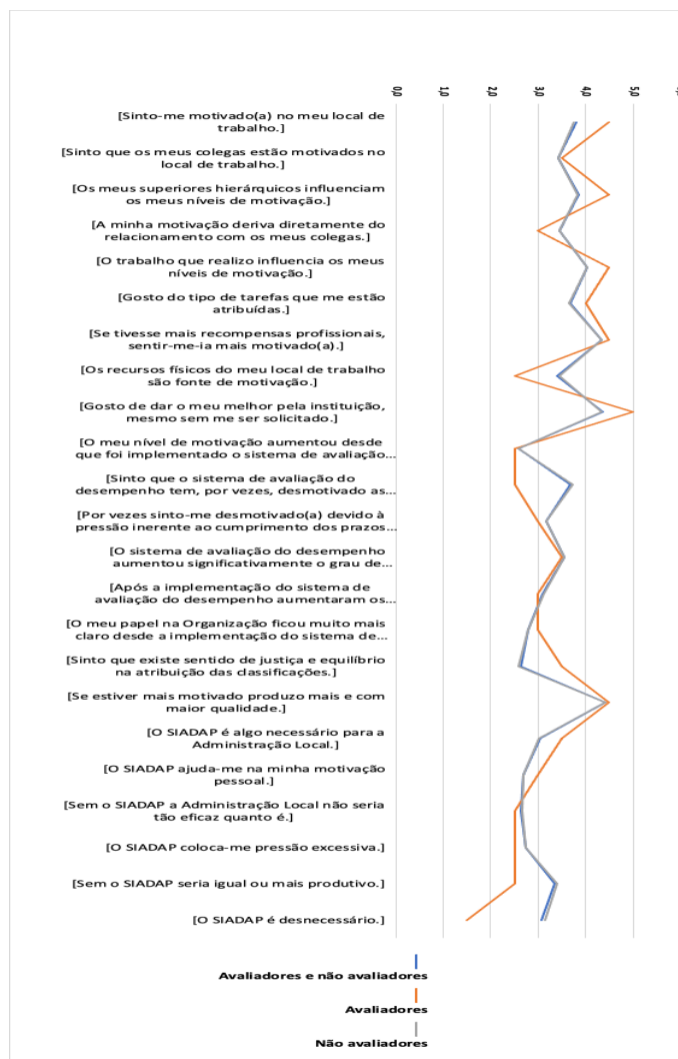 0,0 1,0 2,0 3,0 4,0 5,0
[Sinto-me motivado(a) no meu local de
trabalho.]
[Sinto que os meus colegas estão motivados no
local de trabalho.]
[Os meus superiores hierárquicos influenciam
os meus níveis de motivação.]
[A minha motivação deriva diretamente do
relacionamento com os meus colegas.]
[O trabalho que realizo influencia os meus
níveis de motivação.]
[Gosto do tipo de tarefas que me estão
atribuídas.]
[Se tivesse mais recompensas profissionais,
sentir-me-ia mais motivado(a).]
[Os recursos físicos do meu local de trabalho
são fonte de motivação.]
[Gosto de dar o meu melhor pela instituição,
mesmo sem me ser solicitado.]
[O meu nível de motivação aumentou desde
que foi implementado o sistema de avaliação...
[Sinto que o sistema de avaliação do
desempenho tem, por vezes, desmotivado as...
[Por vezes sinto-me desmotivado(a) devido à
pressão inerente ao cumprimento dos prazos...
[O sistema de avaliação do desempenho
aumentou significativamente o grau de...
[Após a implementação do sistema de
avaliação do desempenho aumentaram os...
[O meu papel na Organização ficou muito mais
claro desde a implementação do sistema de...
[Sinto que existe sentido de justiça e equilíbrio
na atribuição das classificações.]
[Se estiver mais motivado produzo mais e com
maior qualidade.]
[O SIADAP é algo necessário para a
Administração Local.]
[O SIADAP ajuda-me na minha motivação
pessoal.]
[Sem o SIADAP a Administração Local não seria
tão eficaz quanto é.]
[O SIADAP coloca-me pressão excessiva.]
[Sem o SIADAP seria igual ou mais produtivo.]
[O SIADAP é desnecessário.]
Avaliadores e não avaliadores
Avaliadores
Não avaliadores